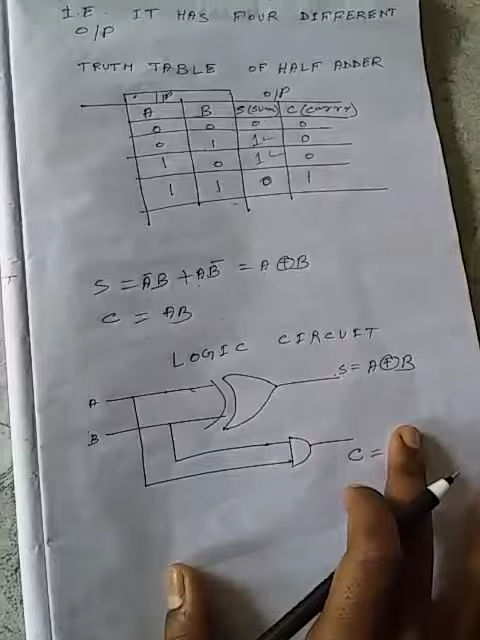 I.E. IT HAS FOUR DIFFERENT
O/P
TRUTH TABLE OF HALF ADDER
I/P O/P
A B S(sum) C(carry)
0 0 0 0
0 1 1 0
1 0 1 0
1 1 0 1
S = A̅B + AB̅ = A⊕B
C = AB
LOGIC CIRCUIT
A
S = A⊕B
B
C =